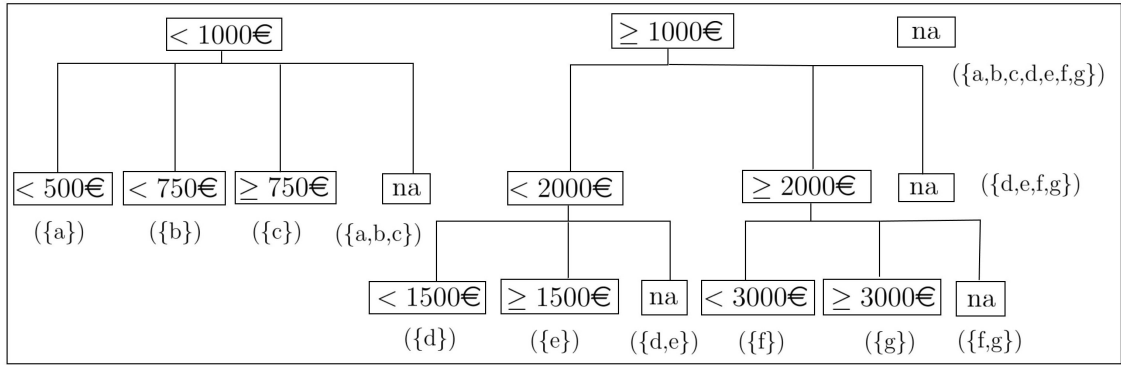 < 1000€ ≥ 1000€ na
({a,b,c,d,e,f,g})
< 500€ < 750€ ≥ 750€ na < 2000€ ≥ 2000€ na ({d,e,f,g})
({a}) ({b}) ({c}) ({a,b,c})
< 1500€ ≥ 1500€ na < 3000€ ≥ 3000€ na
({d}) ({e}) ({d,e}) ({f}) ({g}) ({f,g})